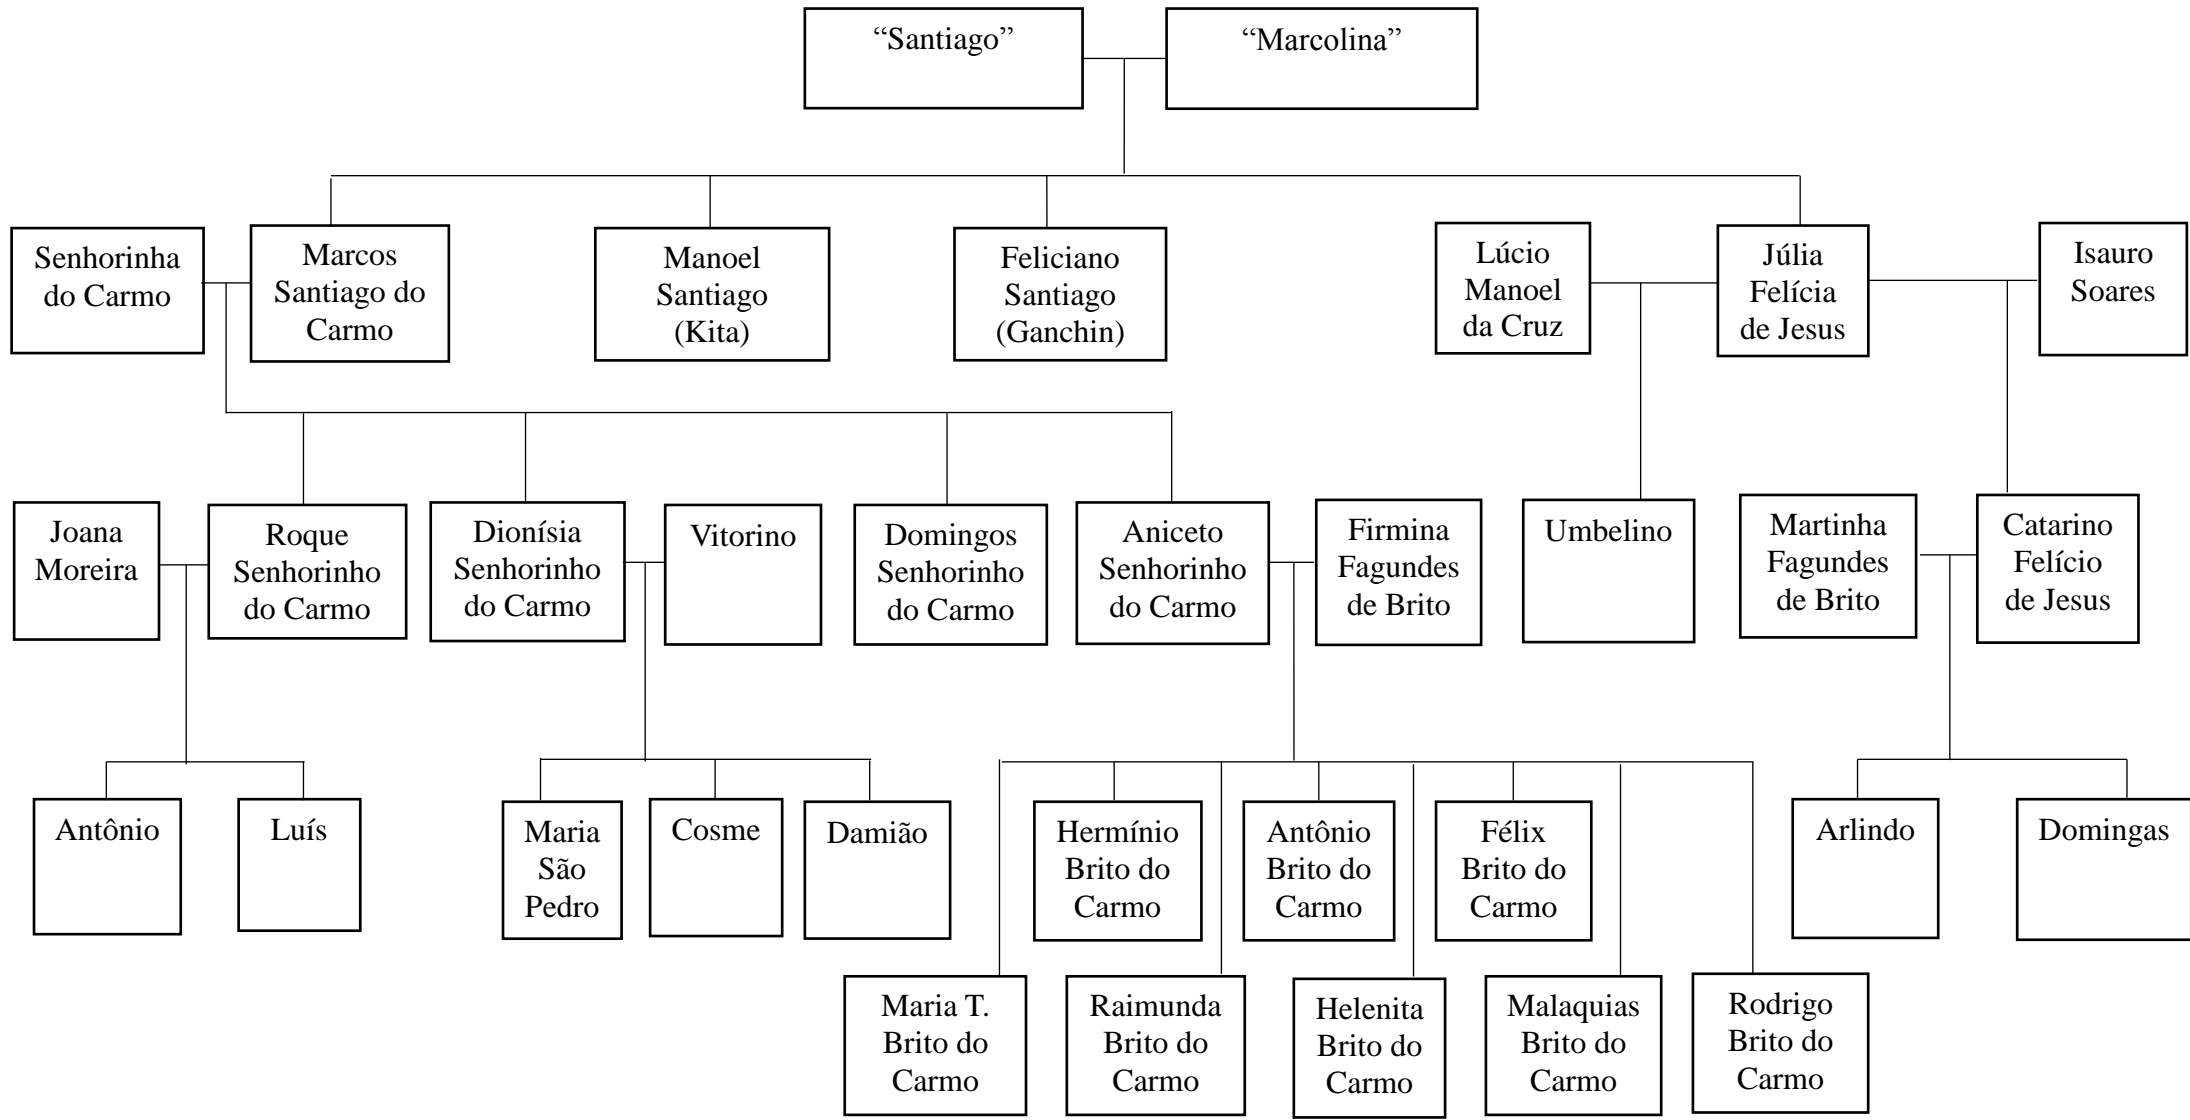 “Santiago”
“Marcolina”
Senhorinha
do Carmo
Marcos
Santiago do
Carmo
Manoel
Santiago
(Kita)
Feliciano
Santiago
(Ganchin)
Lúcio
Manoel
da Cruz
Júlia
Felícia
de Jesus
Isauro
Soares
Joana
Moreira
Roque
Senhorinho
do Carmo
Dionísia
Senhorinho
do Carmo
Vitorino
Domingos
Senhorinho
do Carmo
Aniceto
Senhorinho
do Carmo
Firmina
Fagundes
de Brito
Umbelino
Martinha
Fagundes
de Brito
Catarino
Felício
de Jesus
Antônio
Luís
Maria
São
Pedro
Cosme
Damião
Hermínio
Brito do
Carmo
Antônio
Brito do
Carmo
Félix
Brito do
Carmo
Arlindo
Domingas
Maria T.
Brito do
Carmo
Raimunda
Brito do
Carmo
Helenita
Brito do
Carmo
Malaquias
Brito do
Carmo
Rodrigo
Brito do
Carmo